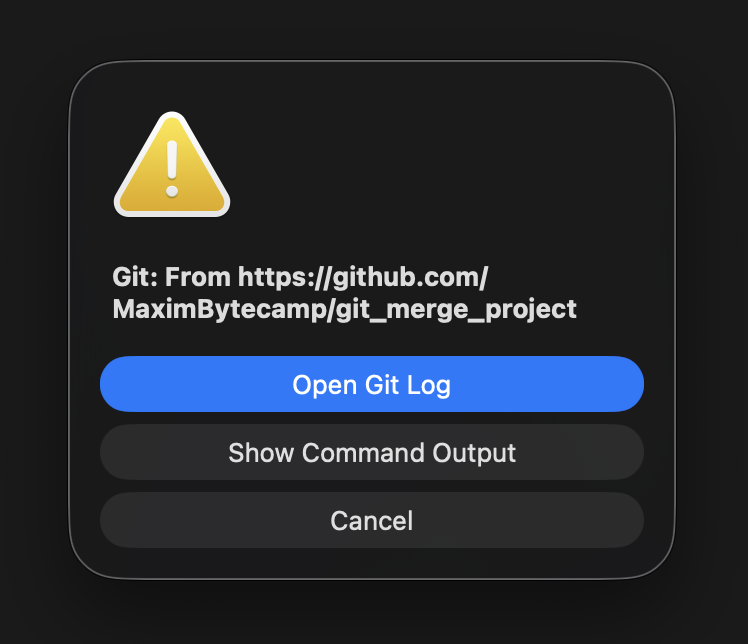 Git: From https://github.com/
MaximBytecamp/git_merge_project
Open Git Log
Show Command Output
Cancel